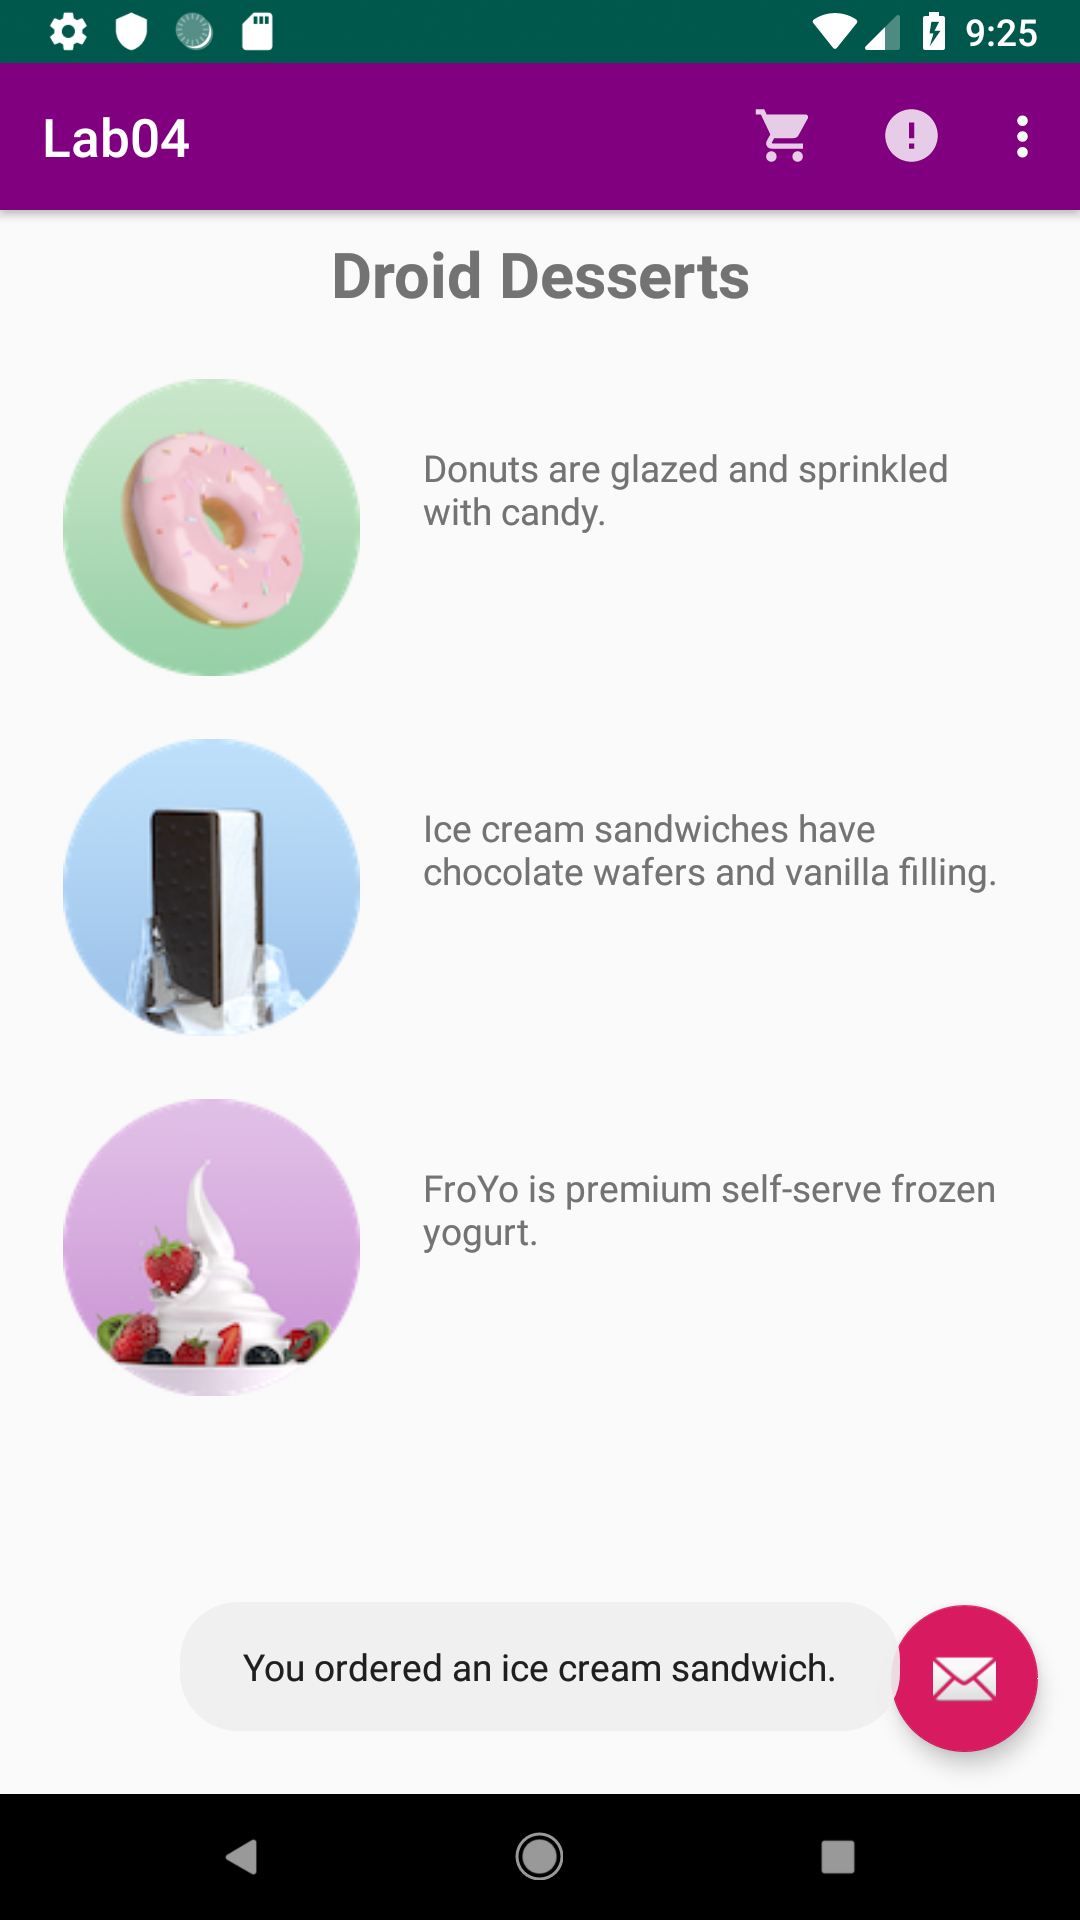 9:25
Lab04
Droid Desserts
Donuts are glazed and sprinkled
with candy.
Ice cream sandwiches have
chocolate wafers and vanilla filling.
FroYo is premium self-serve frozen
yogurt.
You ordered an ice cream sandwich.